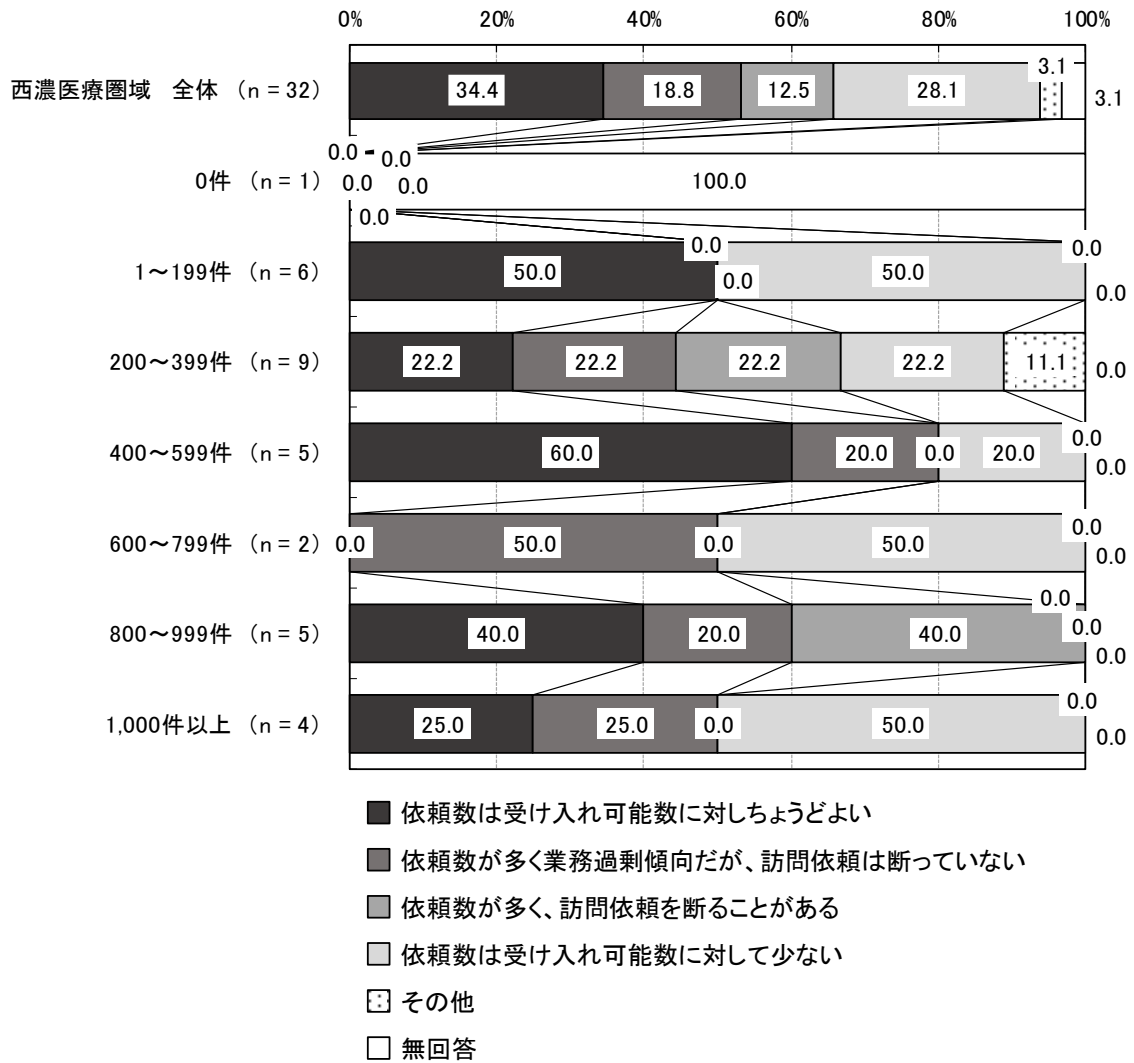 0% 20% 40% 60% 80% 100%
西濃医療圏域　全体 (n = 32) 34.4 18.8 12.5 28.1 3.1 3.1
0件 (n = 1) 0.0 0.0 0.0 0.0 0.0 100.0
1～199件 (n = 6) 50.0 0.0 0.0 50.0 0.0 0.0
200～399件 (n = 9) 22.2 22.2 22.2 22.2 11.1 0.0
400～599件 (n = 5) 60.0 20.0 0.0 20.0 0.0 0.0
600～799件 (n = 2) 0.0 50.0 0.0 50.0 0.0 0.0
800～999件 (n = 5) 40.0 20.0 40.0 0.0 0.0 0.0
1,000件以上 (n = 4) 25.0 25.0 0.0 50.0 0.0 0.0
依頼数は受け入れ可能数に対しちょうどよい
依頼数が多く業務過剰傾向だが、訪問依頼は断っていない
依頼数が多く、訪問依頼を断ることがある
依頼数は受け入れ可能数に対して少ない
その他
無回答